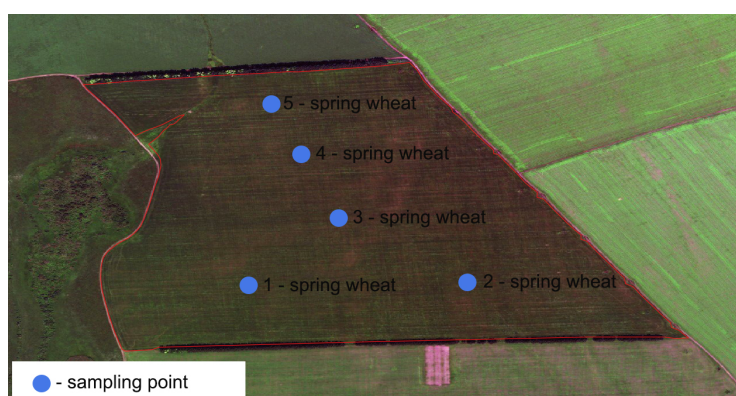 5 - spring wheat
4 - spring wheat
3 - spring wheat
1 - spring wheat
2 - spring wheat
- sampling point